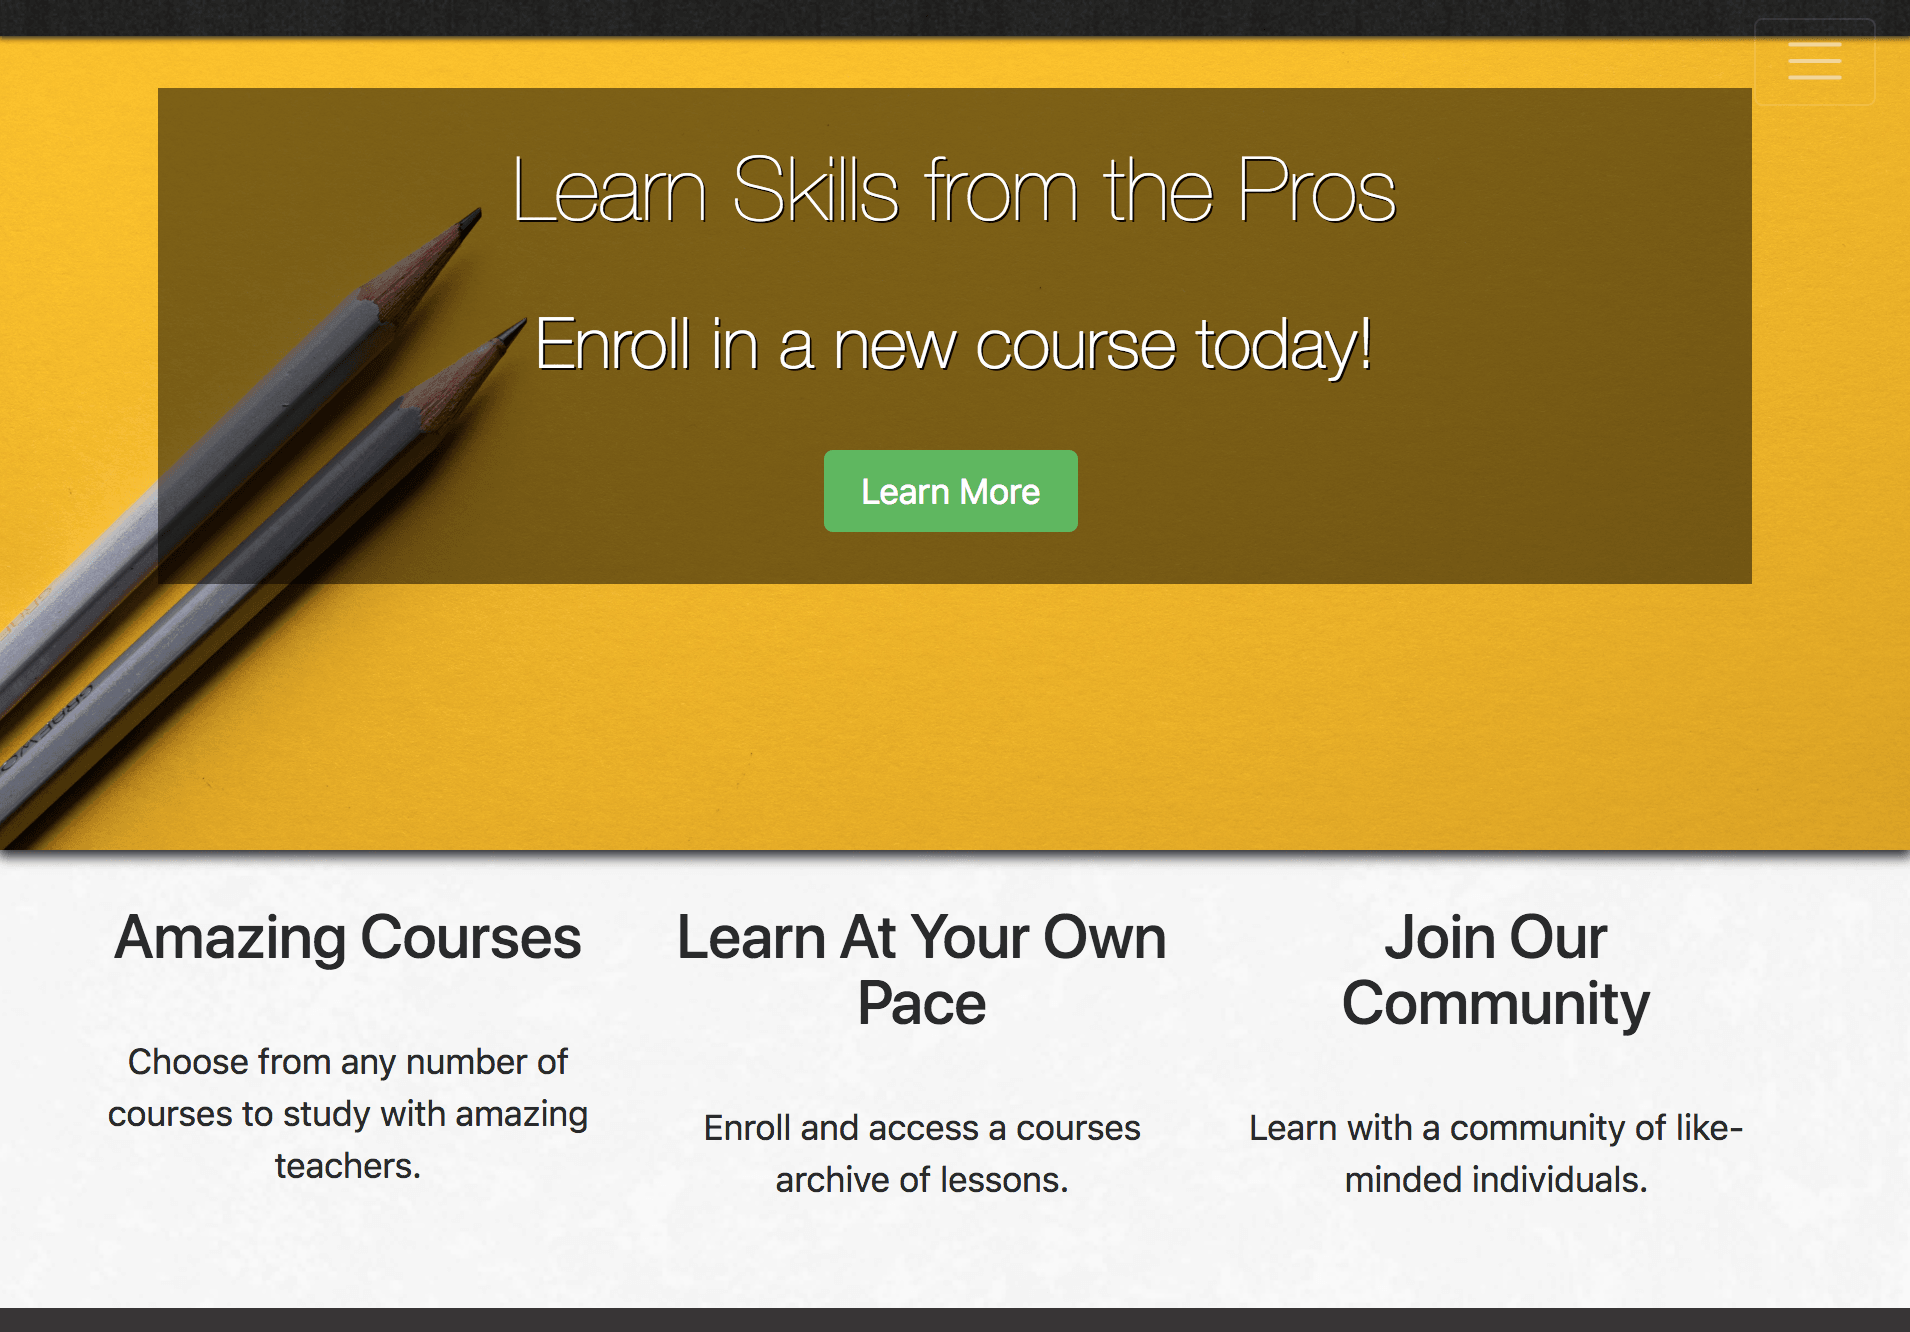 Learn Skills from the Pros
Enroll in a new course today!
Learn More
Amazing Courses
Choose from any number of
courses to study with amazing
teachers.
Learn At Your Own
Pace
Enroll and access a courses
archive of lessons.
Join Our
Community
Learn with a community of like-
minded individuals.